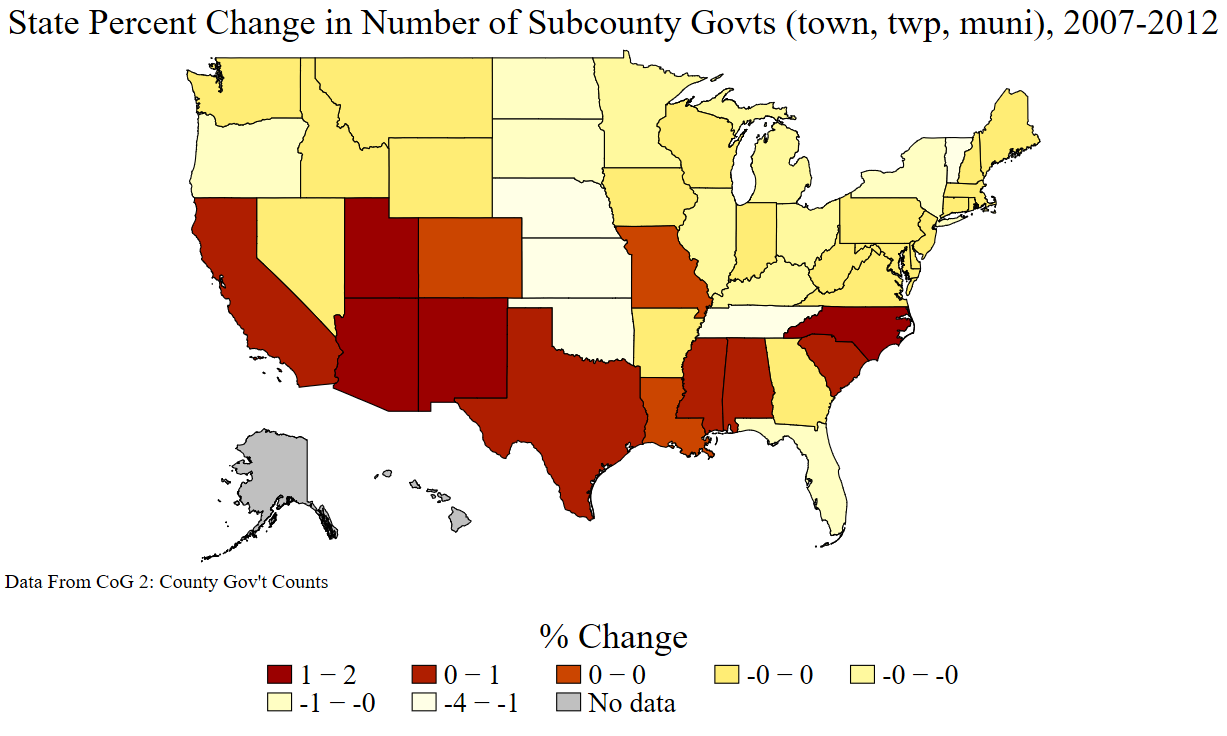 State Percent Change in Number of Subcounty Govts (town, twp, muni), 2007-2012
Data From CoG 2: County Gov't Counts
% Change
1 − 2 0 − 1 0 − 0 -0 − 0 -0 − -0
-1 − -0 -4 − -1 No data